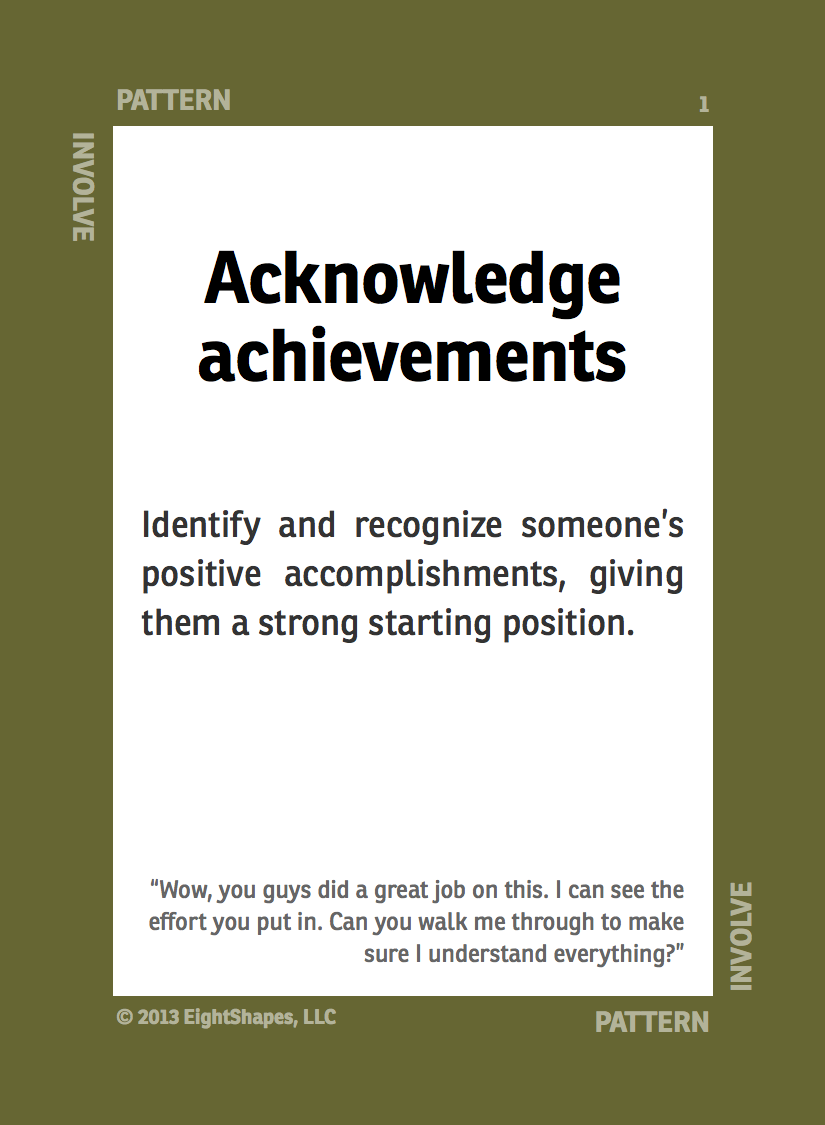 PATTERN
1
INVOLVE
Acknowledge
achievements
Identify and recognize someone’s
positive accomplishments, giving
them a strong starting position.
“Wow, you guys did a great job on this. I can see the
effort you put in. Can you walk me through to make
sure I understand everything?”
INVOLVE
© 2013 EightShapes, LLC
PATTERN